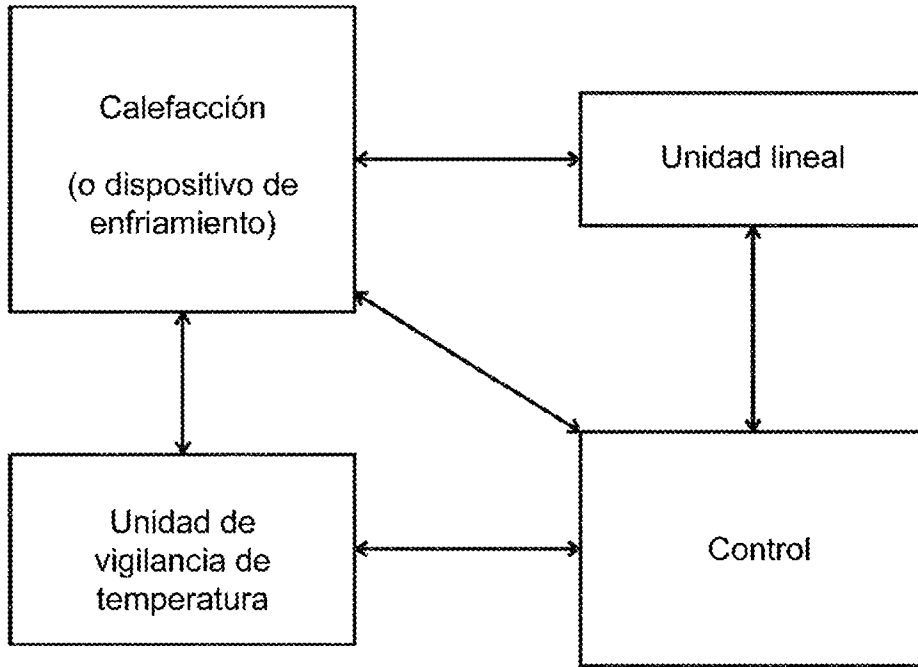 Calefacción
(o dispositivo de
enfriamiento)
Unidad lineal
Unidad de
vigilancia de
temperatura
Control